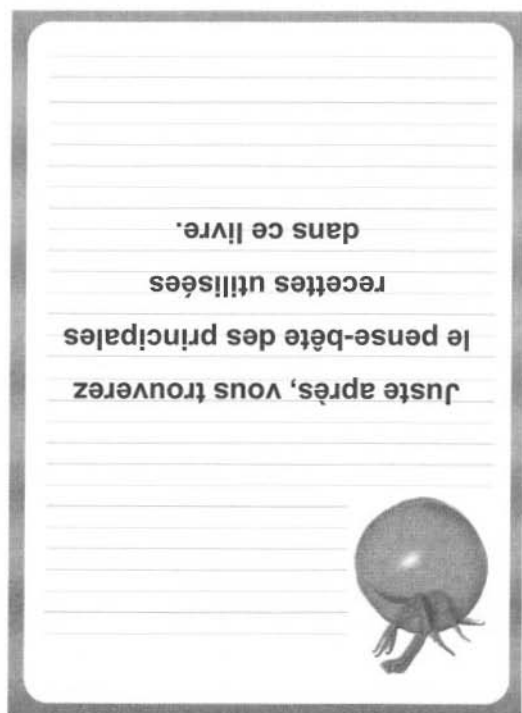 Juste après, vous trouverez
le pense-bête des principales
recettes utilisées
dans ce livre.